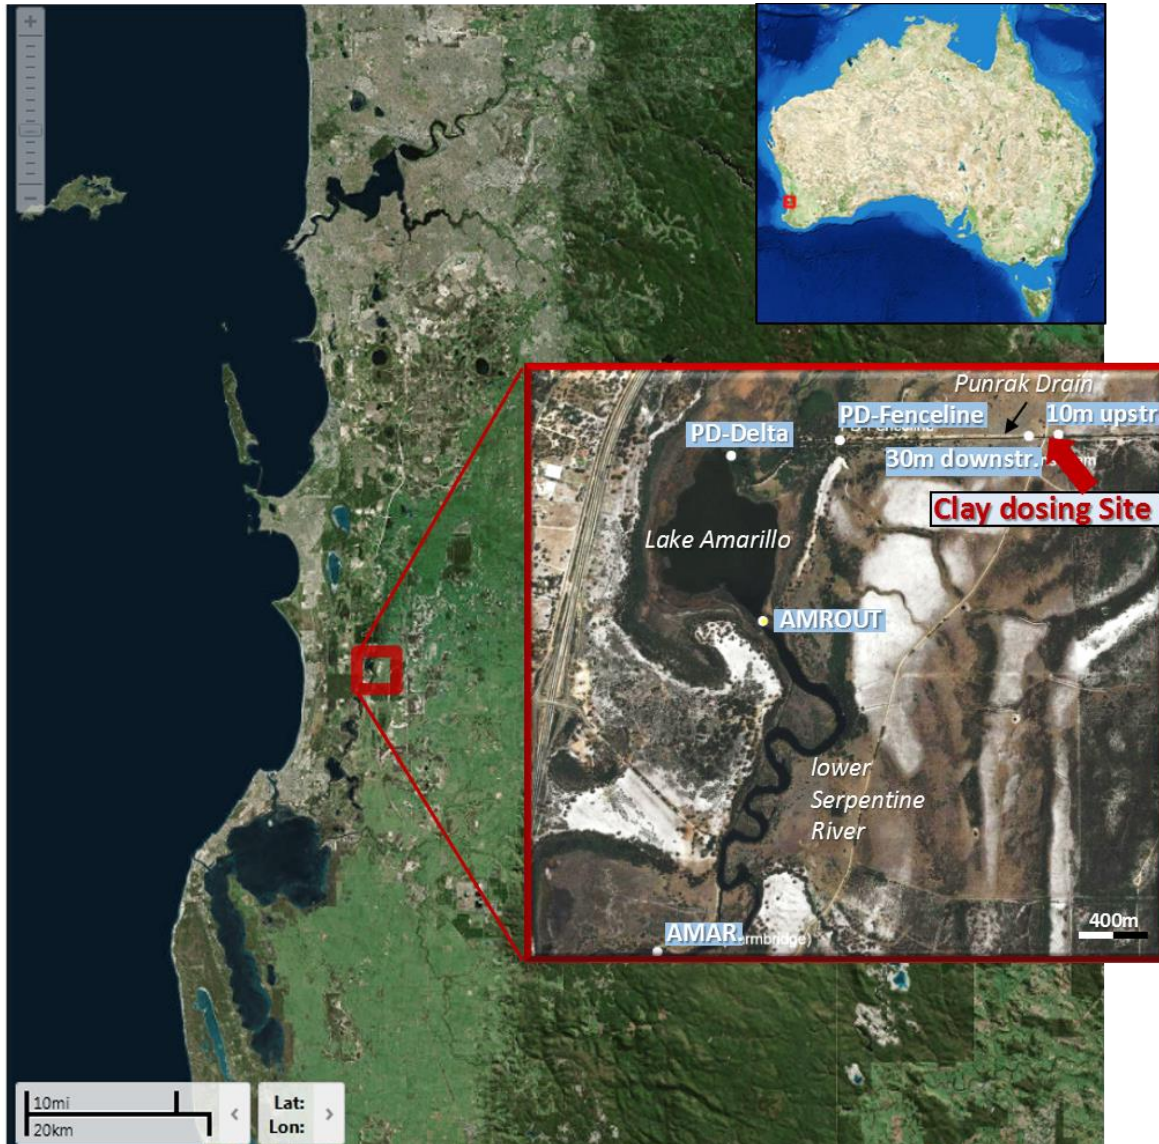 Punrak Drain
PD-Fenceline
10m upstr
PD-Delta
30m downstr.
Clay dosing Site
Lake Amarillo
AMROUT
lower
Serpentine
River
400m
AMAR.
rmbridge)
10mi
20km
Lat:
Lon: